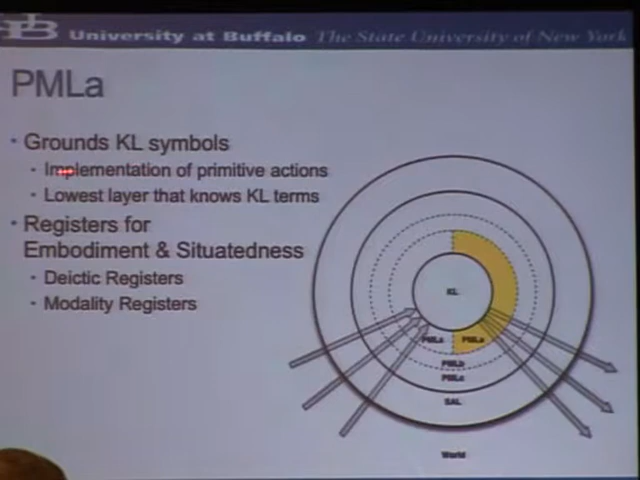 University at Buffalo The State University of New York
PMLa
Grounds KL symbols
Implementation of primitive actions
Lowest layer that knows KL terms
Registers for
Embodiment & Situatedness
Deictic Registers
Modality Registers
KL
PMLa
PMLb
PMLc
SAL
World